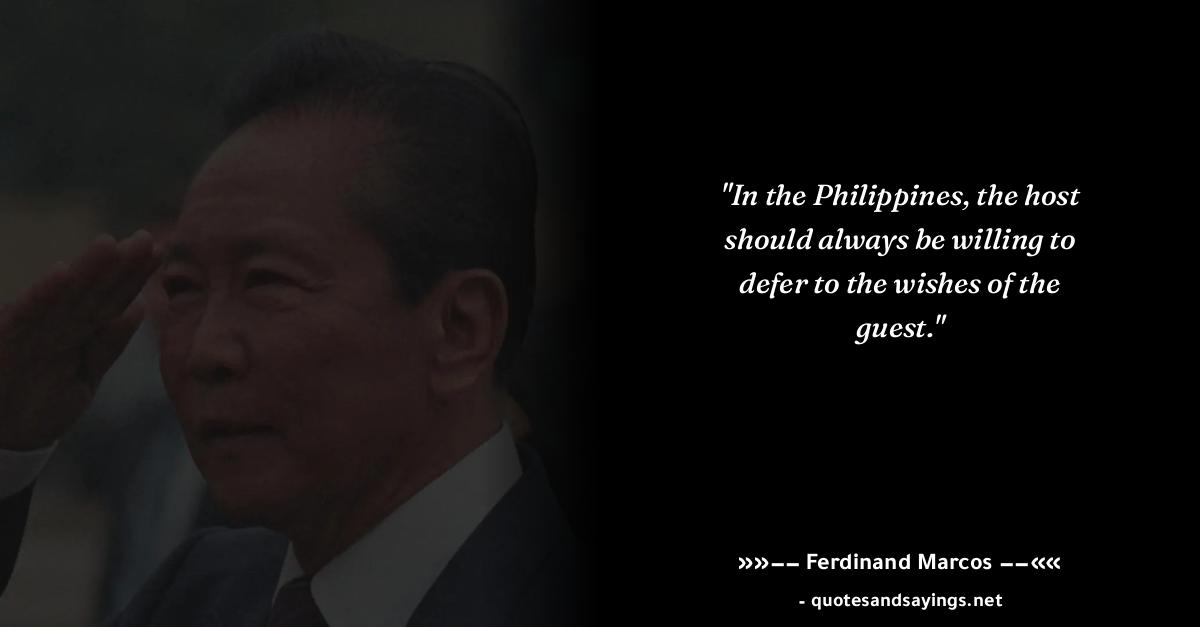 "In the Philippines, the host
should always be willing to
defer to the wishes of the
guest."
»»–– Ferdinand Marcos ––««
- quotesandsayings.net